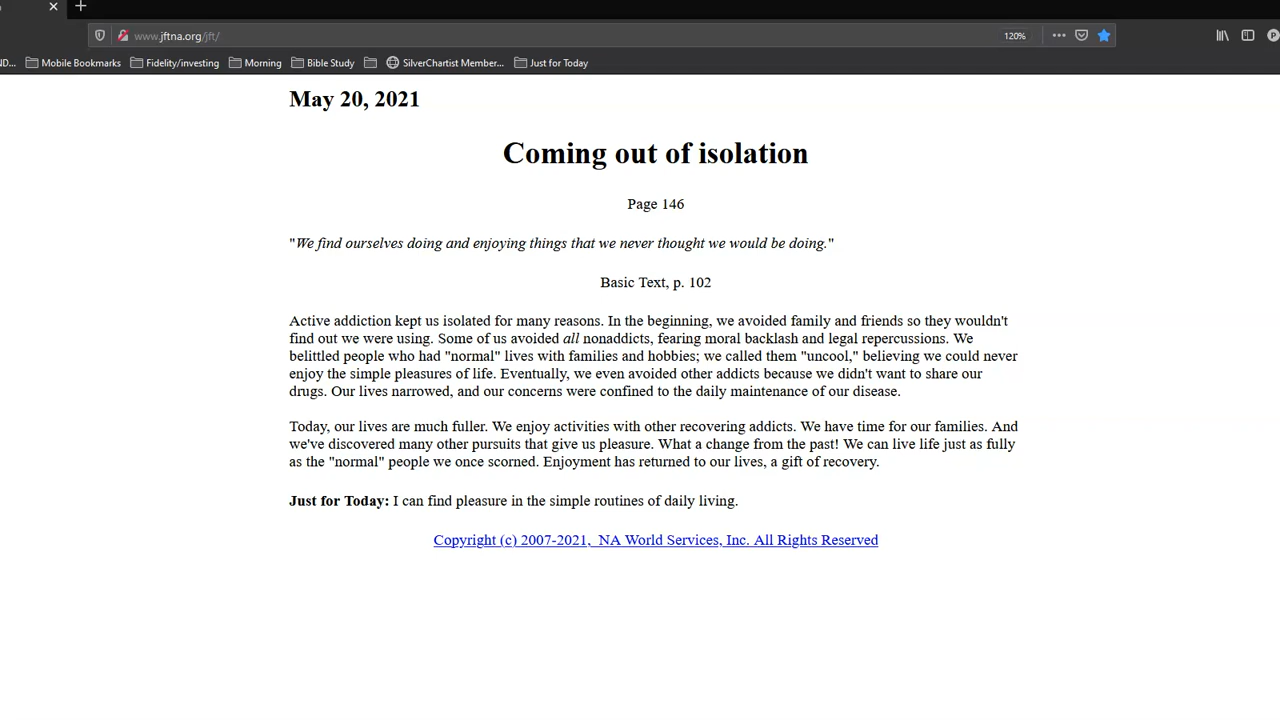 www.jftna.org/jft/
120%
ND...
Mobile Bookmarks
Fidelity/investing
Morning
Bible Study
SilverChartist Member...
Just for Today
May 20, 2021
Coming out of isolation
Page 146
"We find ourselves doing and enjoying things that we never thought we would be doing."
Basic Text, p. 102
Active addiction kept us isolated for many reasons. In the beginning, we avoided family and friends so they wouldn't
find out we were using. Some of us avoided all nonaddicts, fearing moral backlash and legal repercussions. We
belittled people who had "normal" lives with families and hobbies; we called them "uncool," believing we could never
enjoy the simple pleasures of life. Eventually, we even avoided other addicts because we didn't want to share our
drugs. Our lives narrowed, and our concerns were confined to the daily maintenance of our disease.
Today, our lives are much fuller. We enjoy activities with other recovering addicts. We have time for our families. And
we've discovered many other pursuits that give us pleasure. What a change from the past! We can live life just as fully
as the "normal" people we once scorned. Enjoyment has returned to our lives, a gift of recovery.
Just for Today: I can find pleasure in the simple routines of daily living.
Copyright (c) 2007-2021, NA World Services, Inc. All Rights Reserved